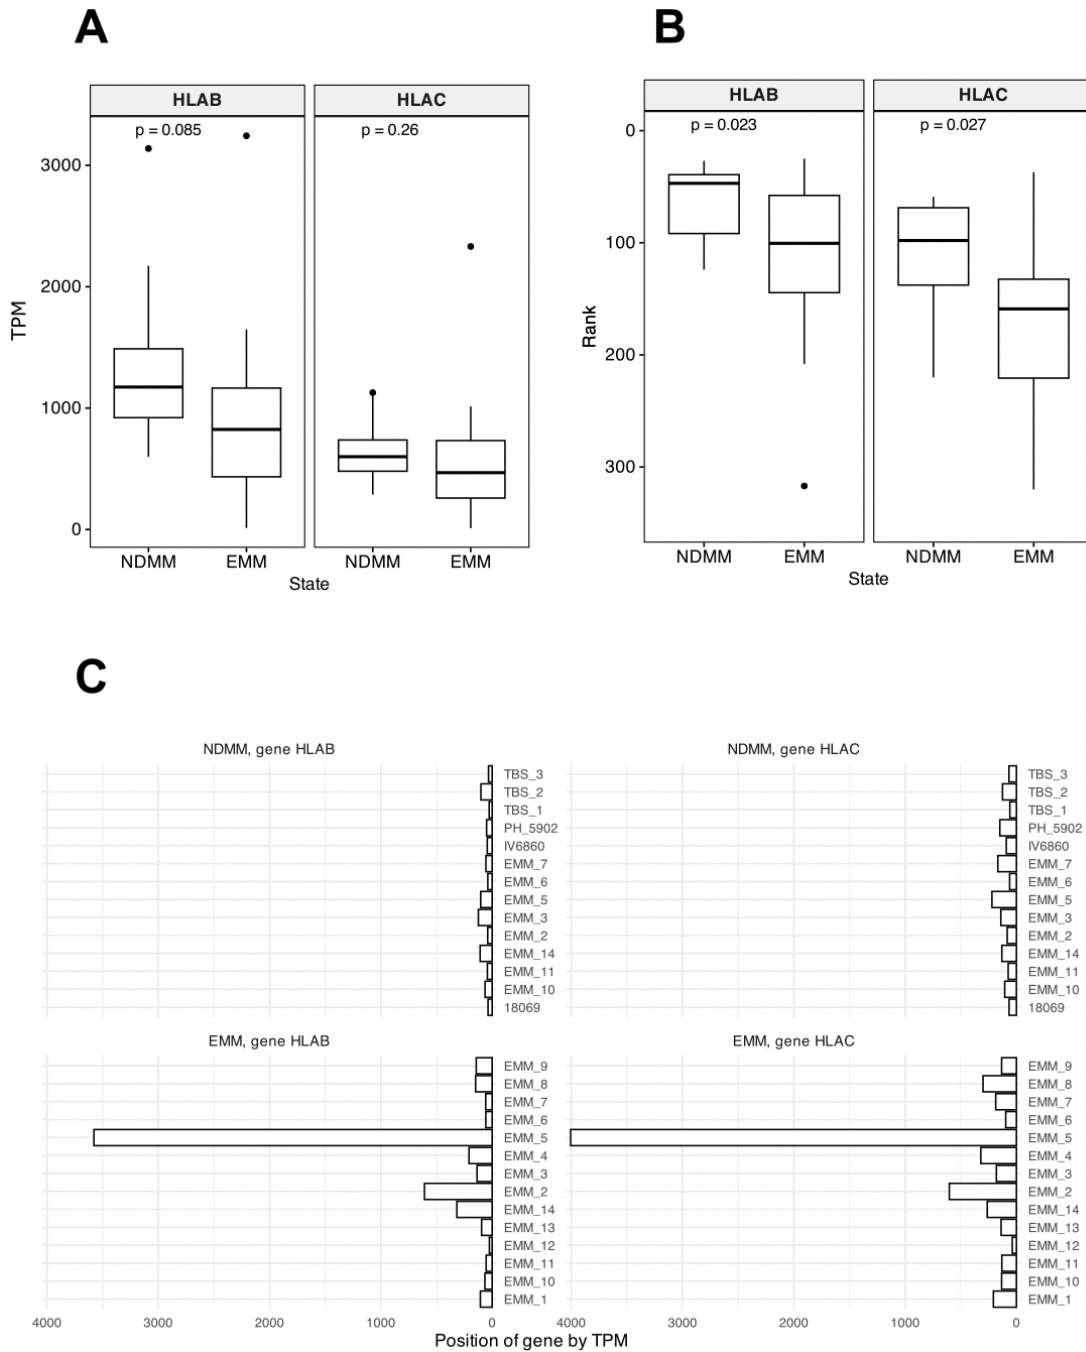 A
HLAB HLAC
p = 0.085 p = 0.26
3000
2000
1000
0
TPM
NDMM EMM NDMM EMM
State
B
HLAB HLAC
p = 0.023 p = 0.027
0
100
200
300
Rank
NDMM EMM NDMM EMM
State
C
NDMM, gene HLAB
TBS_3
TBS_2
TBS_1
PH_5902
IV6860
EMM_7
EMM_6
EMM_5
EMM_3
EMM_2
EMM_14
EMM_11
EMM_10
18069
NDMM, gene HLAC
TBS_3
TBS_2
TBS_1
PH_5902
IV6860
EMM_7
EMM_6
EMM_5
EMM_3
EMM_2
EMM_14
EMM_11
EMM_10
18069
EMM, gene HLAB
EMM_9
EMM_8
EMM_7
EMM_6
EMM_5
EMM_4
EMM_3
EMM_2
EMM_14
EMM_13
EMM_12
EMM_11
EMM_10
EMM_1
4000 3000 2000 1000 0
EMM, gene HLAC
EMM_9
EMM_8
EMM_7
EMM_6
EMM_5
EMM_4
EMM_3
EMM_2
EMM_14
EMM_13
EMM_12
EMM_11
EMM_10
EMM_1
4000 3000 2000 1000 0
Position of gene by TPM